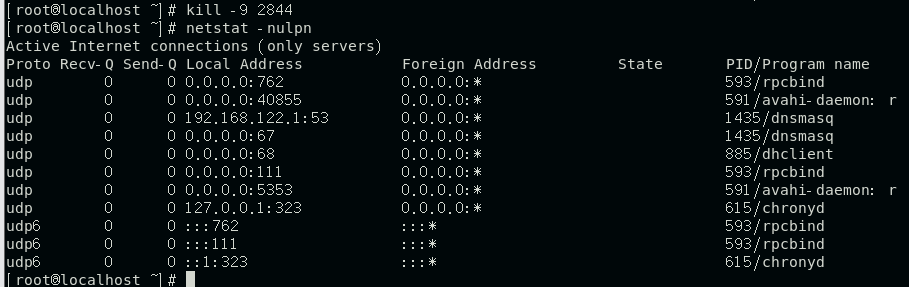 [root@localhost ~]# kill -9 2844
[root@localhost ~]# netstat -nulpn
Active Internet connections (only servers)
Proto Recv-Q Send-Q Local Address           Foreign Address         State       PID/Program name
udp        0      0 0.0.0.0:762             0.0.0.0:*                           593/rpcbind
udp        0      0 0.0.0.0:40855           0.0.0.0:*                           591/avahi-daemon: r
udp        0      0 192.168.122.1:53        0.0.0.0:*                           1435/dnsmasq
udp        0      0 0.0.0.0:67              0.0.0.0:*                           1435/dnsmasq
udp        0      0 0.0.0.0:68              0.0.0.0:*                           885/dhclient
udp        0      0 0.0.0.0:111             0.0.0.0:*                           593/rpcbind
udp        0      0 0.0.0.0:5353            0.0.0.0:*                           591/avahi-daemon: r
udp        0      0 127.0.0.1:323           0.0.0.0:*                           615/chronyd
udp6       0      0 :::762                  :::*                                593/rpcbind
udp6       0      0 :::111                  :::*                                593/rpcbind
udp6       0      0 ::1:323                 :::*                                615/chronyd
[root@localhost ~]#